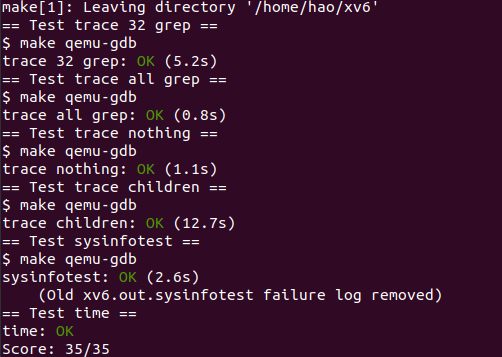 make[1]: Leaving directory '/home/hao/xv6'
== Test trace 32 grep ==
$ make qemu-gdb
trace 32 grep: OK (5.2s)
== Test trace all grep ==
$ make qemu-gdb
trace all grep: OK (0.8s)
== Test trace nothing ==
$ make qemu-gdb
trace nothing: OK (1.1s)
== Test trace children ==
$ make qemu-gdb
trace children: OK (12.7s)
== Test sysinfotest ==
$ make qemu-gdb
sysinfotest: OK (2.6s)
    (Old xv6.out.sysinfotest failure log removed)
== Test time ==
time: OK
Score: 35/35